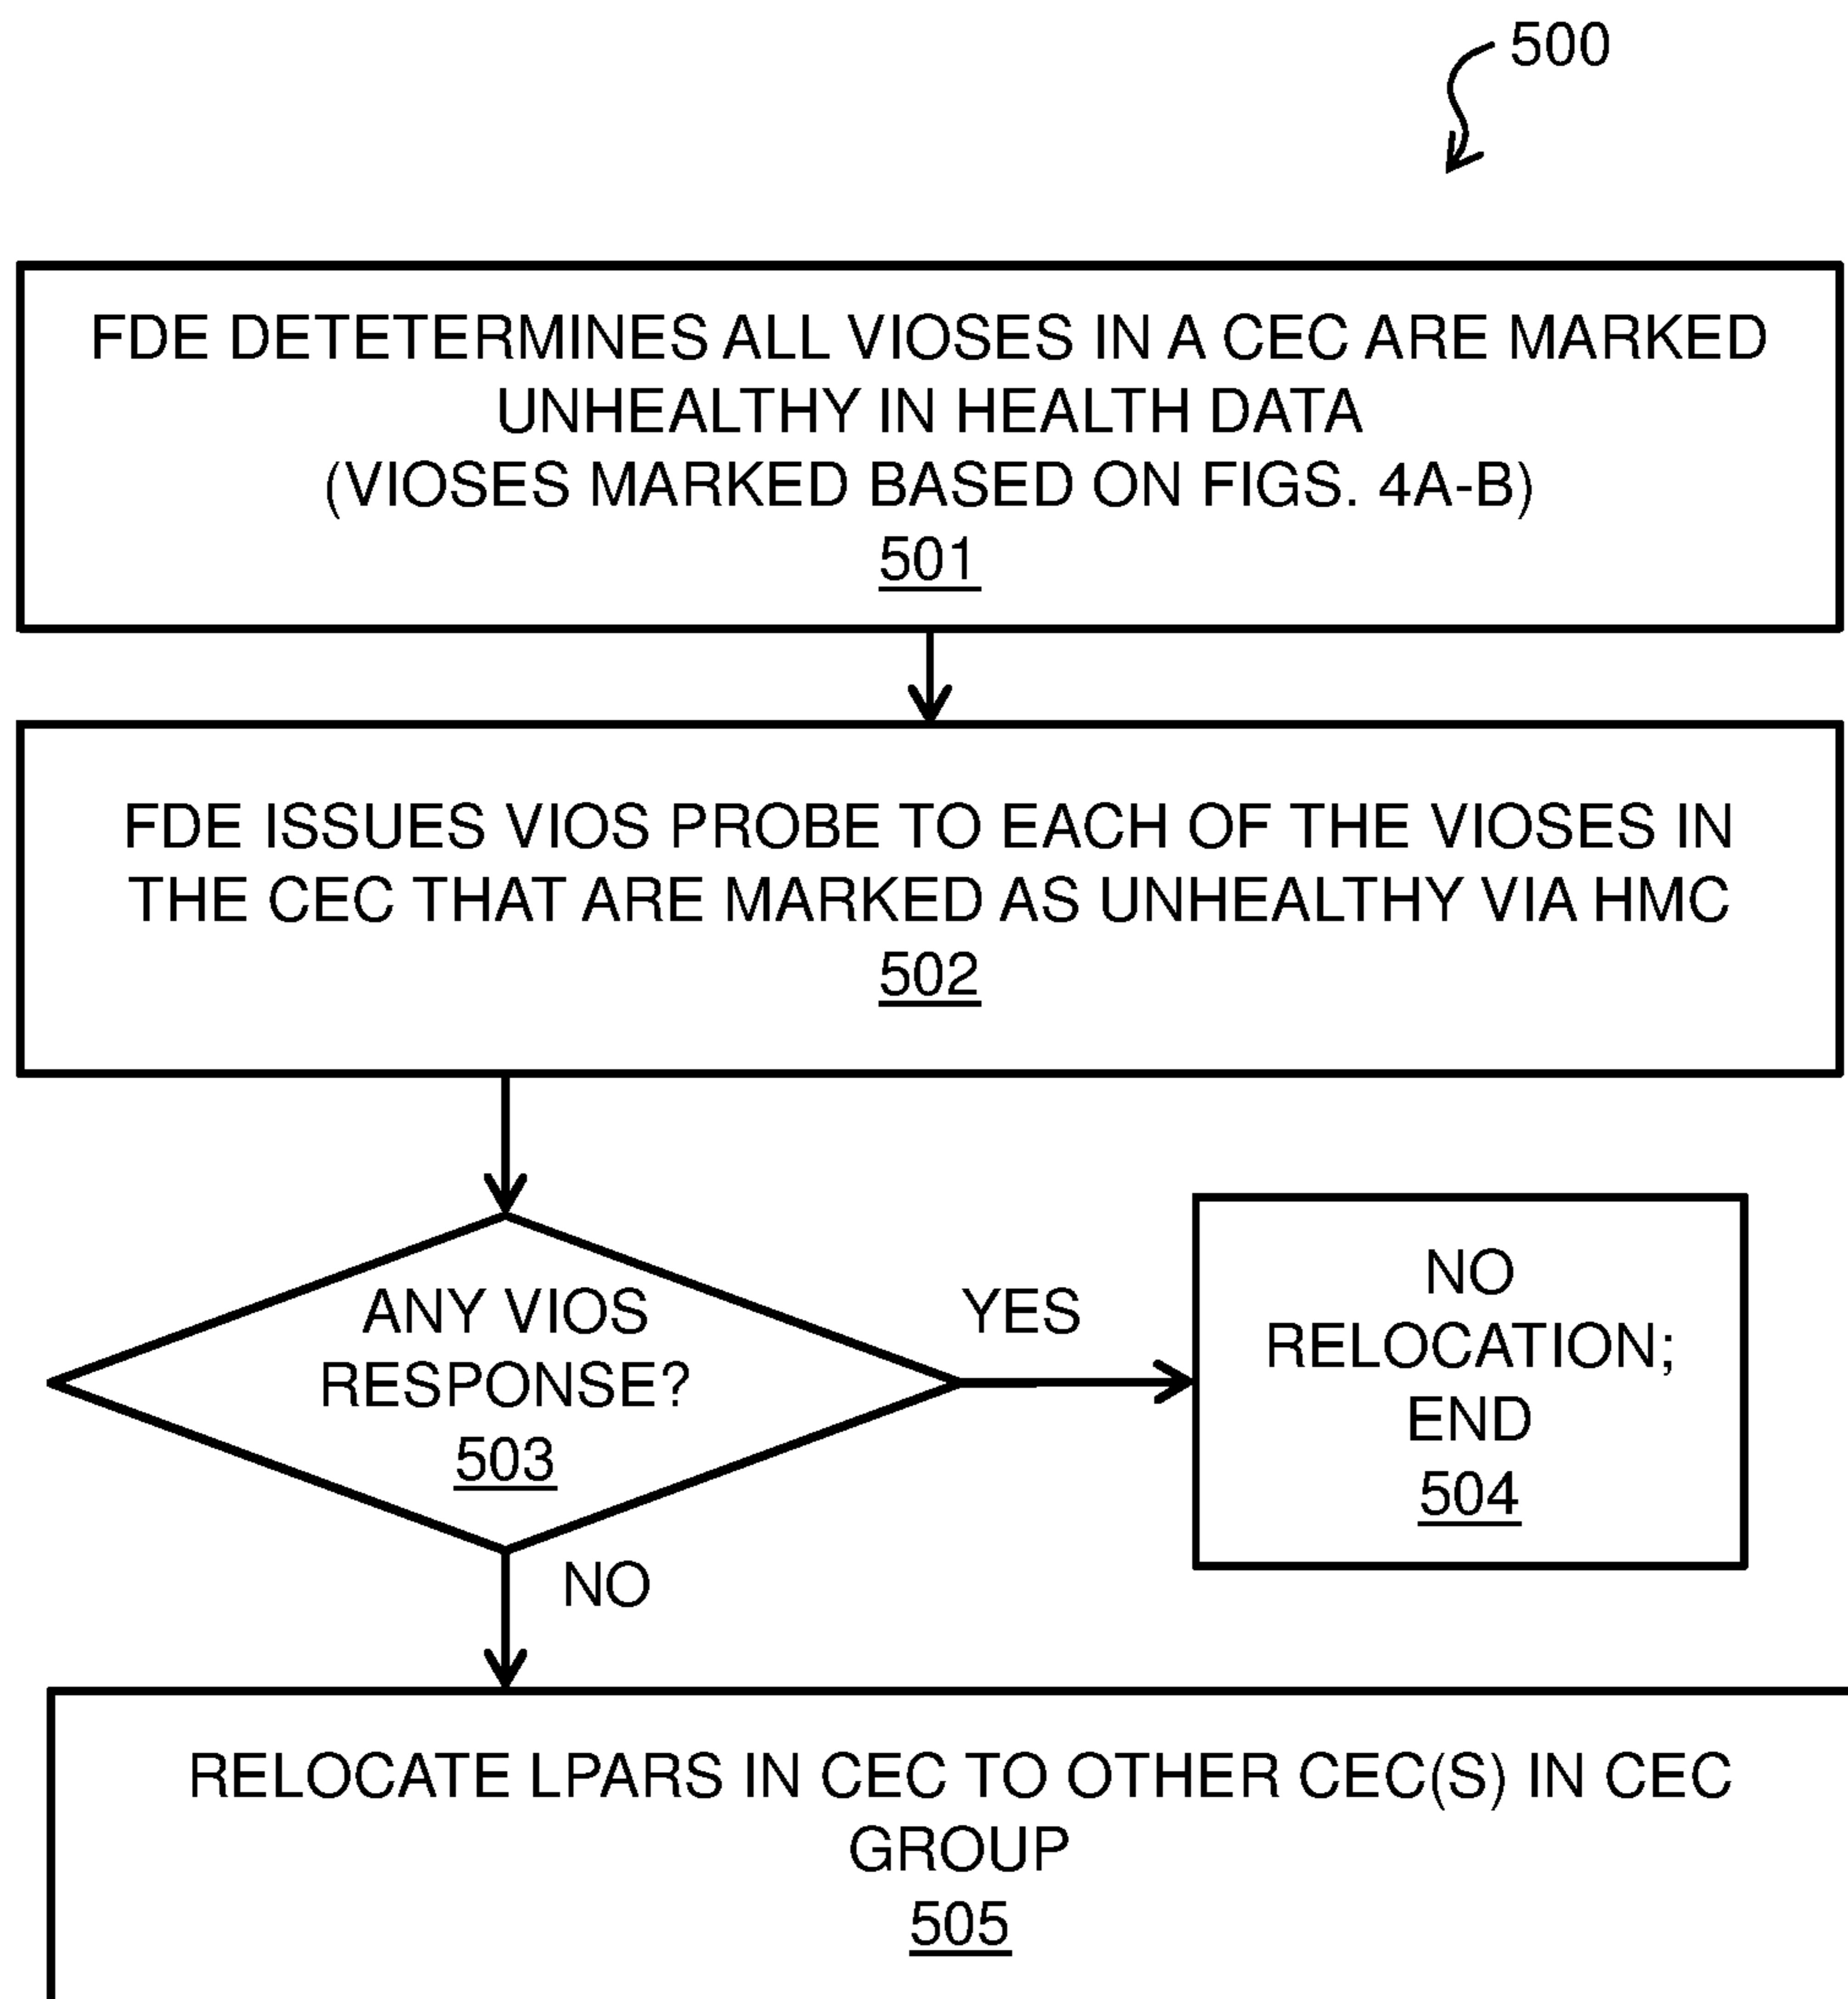 500
FDE DETETERMINES ALL VIOSES IN A CEC ARE MARKED
UNHEALTHY IN HEALTH DATA
(VIOSES MARKED BASED ON FIGS. 4A-B)
501
FDE ISSUES VIOS PROBE TO EACH OF THE VIOSES IN
THE CEC THAT ARE MARKED AS UNHEALTHY VIA HMC
502
ANY VIOS
RESPONSE?
503
YES
NO
RELOCATION;
END
504
NO
RELOCATE LPARS IN CEC TO OTHER CEC(S) IN CEC
GROUP
505